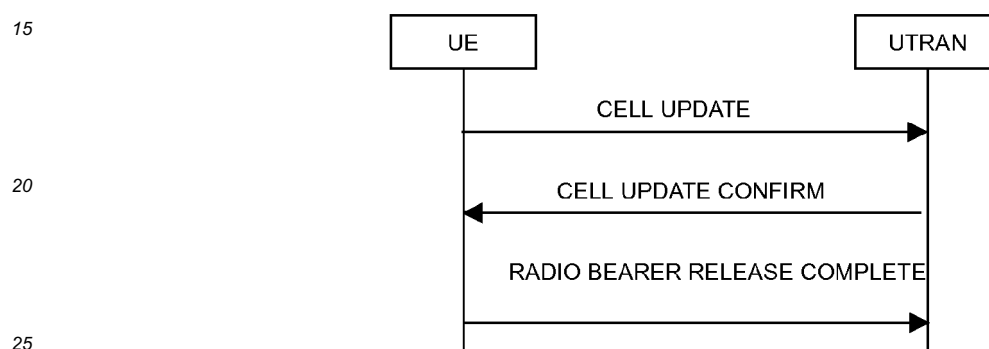 15
UE
UTRAN
CELL UPDATE
20
CELL UPDATE CONFIRM
RADIO BEARER RELEASE COMPLETE
25